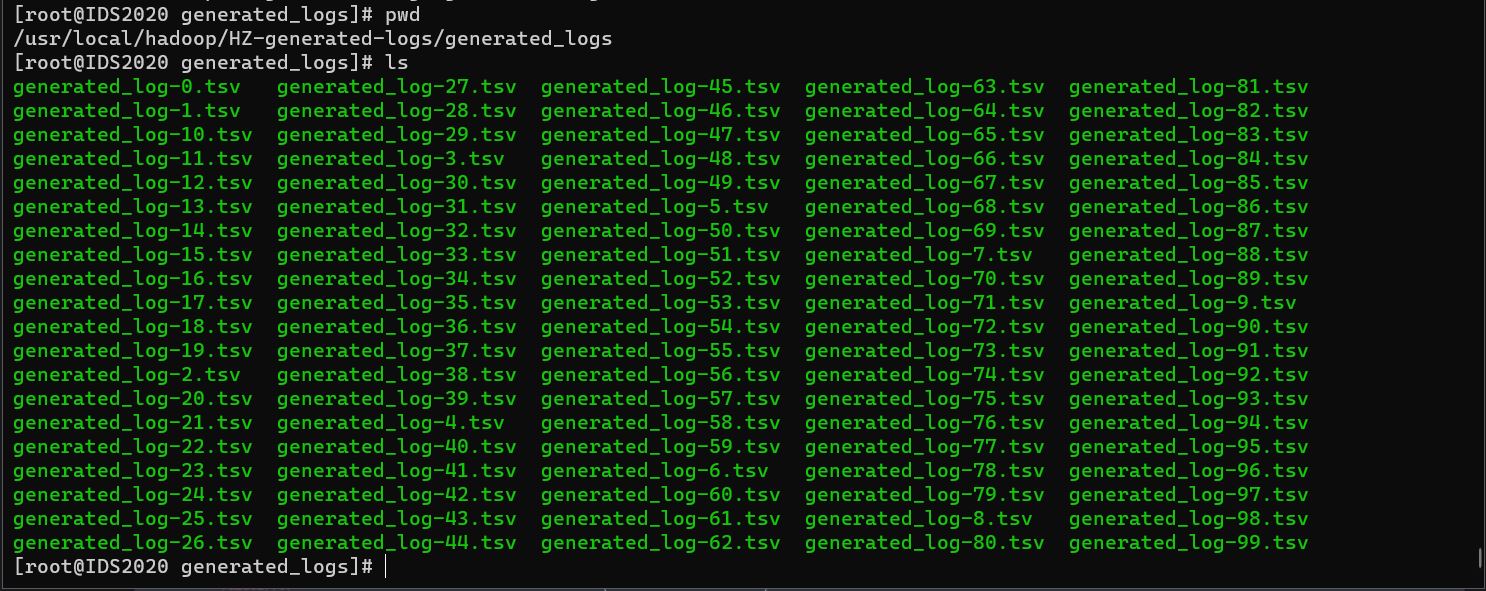 [root@IDS2020 generated_logs]# pwd
/usr/local/hadoop/HZ-generated-logs/generated_logs
[root@IDS2020 generated_logs]# ls
generated_log-0.tsv   generated_log-27.tsv  generated_log-45.tsv  generated_log-63.tsv  generated_log-81.tsv
generated_log-1.tsv   generated_log-28.tsv  generated_log-46.tsv  generated_log-64.tsv  generated_log-82.tsv
generated_log-10.tsv  generated_log-29.tsv  generated_log-47.tsv  generated_log-65.tsv  generated_log-83.tsv
generated_log-11.tsv  generated_log-3.tsv   generated_log-48.tsv  generated_log-66.tsv  generated_log-84.tsv
generated_log-12.tsv  generated_log-30.tsv  generated_log-49.tsv  generated_log-67.tsv  generated_log-85.tsv
generated_log-13.tsv  generated_log-31.tsv  generated_log-5.tsv   generated_log-68.tsv  generated_log-86.tsv
generated_log-14.tsv  generated_log-32.tsv  generated_log-50.tsv  generated_log-69.tsv  generated_log-87.tsv
generated_log-15.tsv  generated_log-33.tsv  generated_log-51.tsv  generated_log-7.tsv   generated_log-88.tsv
generated_log-16.tsv  generated_log-34.tsv  generated_log-52.tsv  generated_log-70.tsv  generated_log-89.tsv
generated_log-17.tsv  generated_log-35.tsv  generated_log-53.tsv  generated_log-71.tsv  generated_log-9.tsv
generated_log-18.tsv  generated_log-36.tsv  generated_log-54.tsv  generated_log-72.tsv  generated_log-90.tsv
generated_log-19.tsv  generated_log-37.tsv  generated_log-55.tsv  generated_log-73.tsv  generated_log-91.tsv
generated_log-2.tsv   generated_log-38.tsv  generated_log-56.tsv  generated_log-74.tsv  generated_log-92.tsv
generated_log-20.tsv  generated_log-39.tsv  generated_log-57.tsv  generated_log-75.tsv  generated_log-93.tsv
generated_log-21.tsv  generated_log-4.tsv   generated_log-58.tsv  generated_log-76.tsv  generated_log-94.tsv
generated_log-22.tsv  generated_log-40.tsv  generated_log-59.tsv  generated_log-77.tsv  generated_log-95.tsv
generated_log-23.tsv  generated_log-41.tsv  generated_log-6.tsv   generated_log-78.tsv  generated_log-96.tsv
generated_log-24.tsv  generated_log-42.tsv  generated_log-60.tsv  generated_log-79.tsv  generated_log-97.tsv
generated_log-25.tsv  generated_log-43.tsv  generated_log-61.tsv  generated_log-8.tsv   generated_log-98.tsv
generated_log-26.tsv  generated_log-44.tsv  generated_log-62.tsv  generated_log-80.tsv  generated_log-99.tsv
[root@IDS2020 generated_logs]#